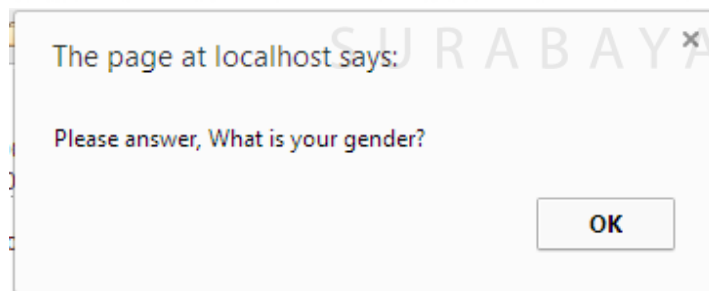 SURABAYA
The page at localhost says:
Please answer, What is your gender?
OK